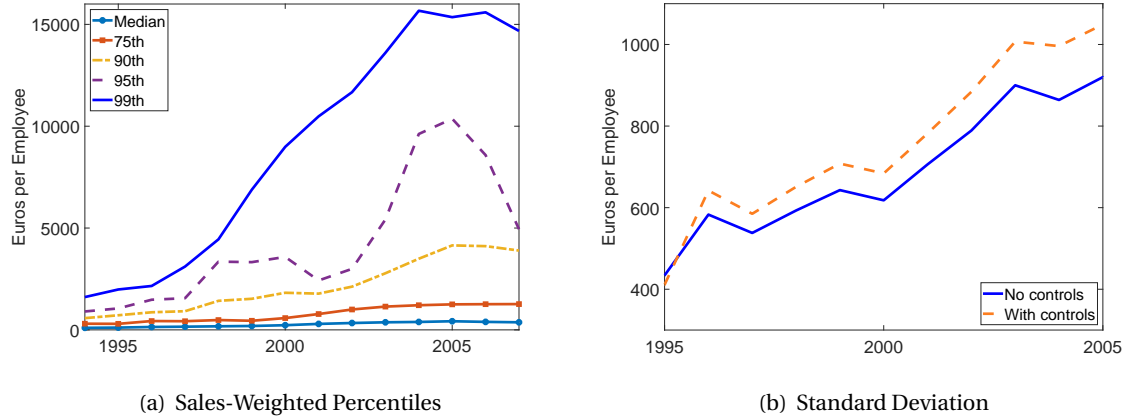 Euros per Employee
15000
10000
5000
0
1995
2000
2005
Median
75th
90th
95th
99th
(a) Sales-Weighted Percentiles
Euros per Employee
1000
800
600
400
1995
2000
2005
No controls
With controls
(b) Standard Deviation